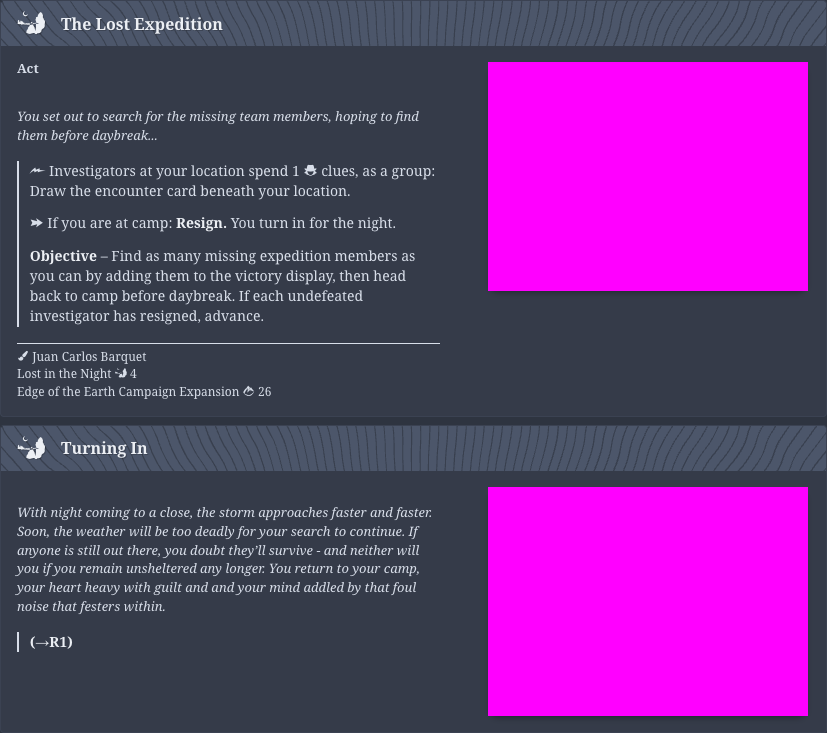 The Lost Expedition
Act
You set out to search for the missing team members, hoping to find
them before daybreak...
Investigators at your location spend 1 clues, as a group:
Draw the encounter card beneath your location.
If you are at camp: Resign. You turn in for the night.
Objective – Find as many missing expedition members as
you can by adding them to the victory display, then head
back to camp before daybreak. If each undefeated
investigator has resigned, advance.
Juan Carlos Barquet
Lost in the Night 4
Edge of the Earth Campaign Expansion 26
Turning In
With night coming to a close, the storm approaches faster and faster.
Soon, the weather will be too deadly for your search to continue. If
anyone is still out there, you doubt they'll survive - and neither will
you if you remain unsheltered any longer. You return to your camp,
your heart heavy with guilt and and your mind addled by that foul
noise that festers within.
(→R1)